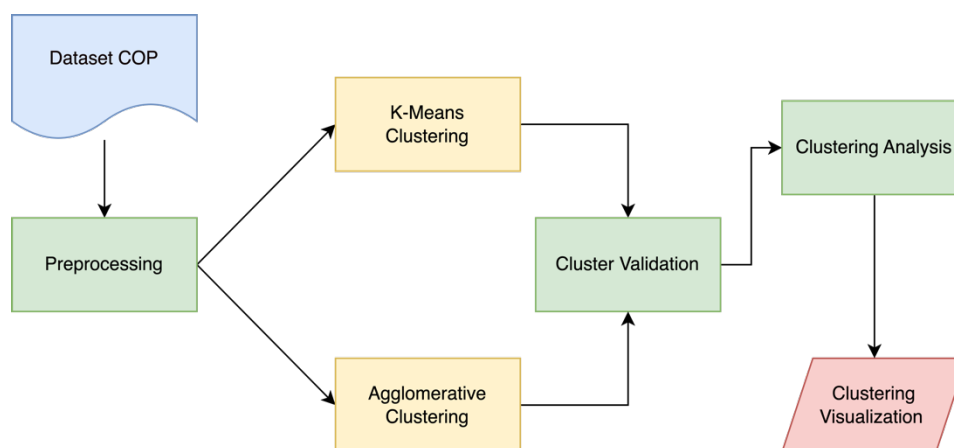 Dataset COP
Preprocessing
K-Means
Clustering
Agglomerative
Clustering
Cluster Validation
Clustering Analysis
Clustering
Visualization